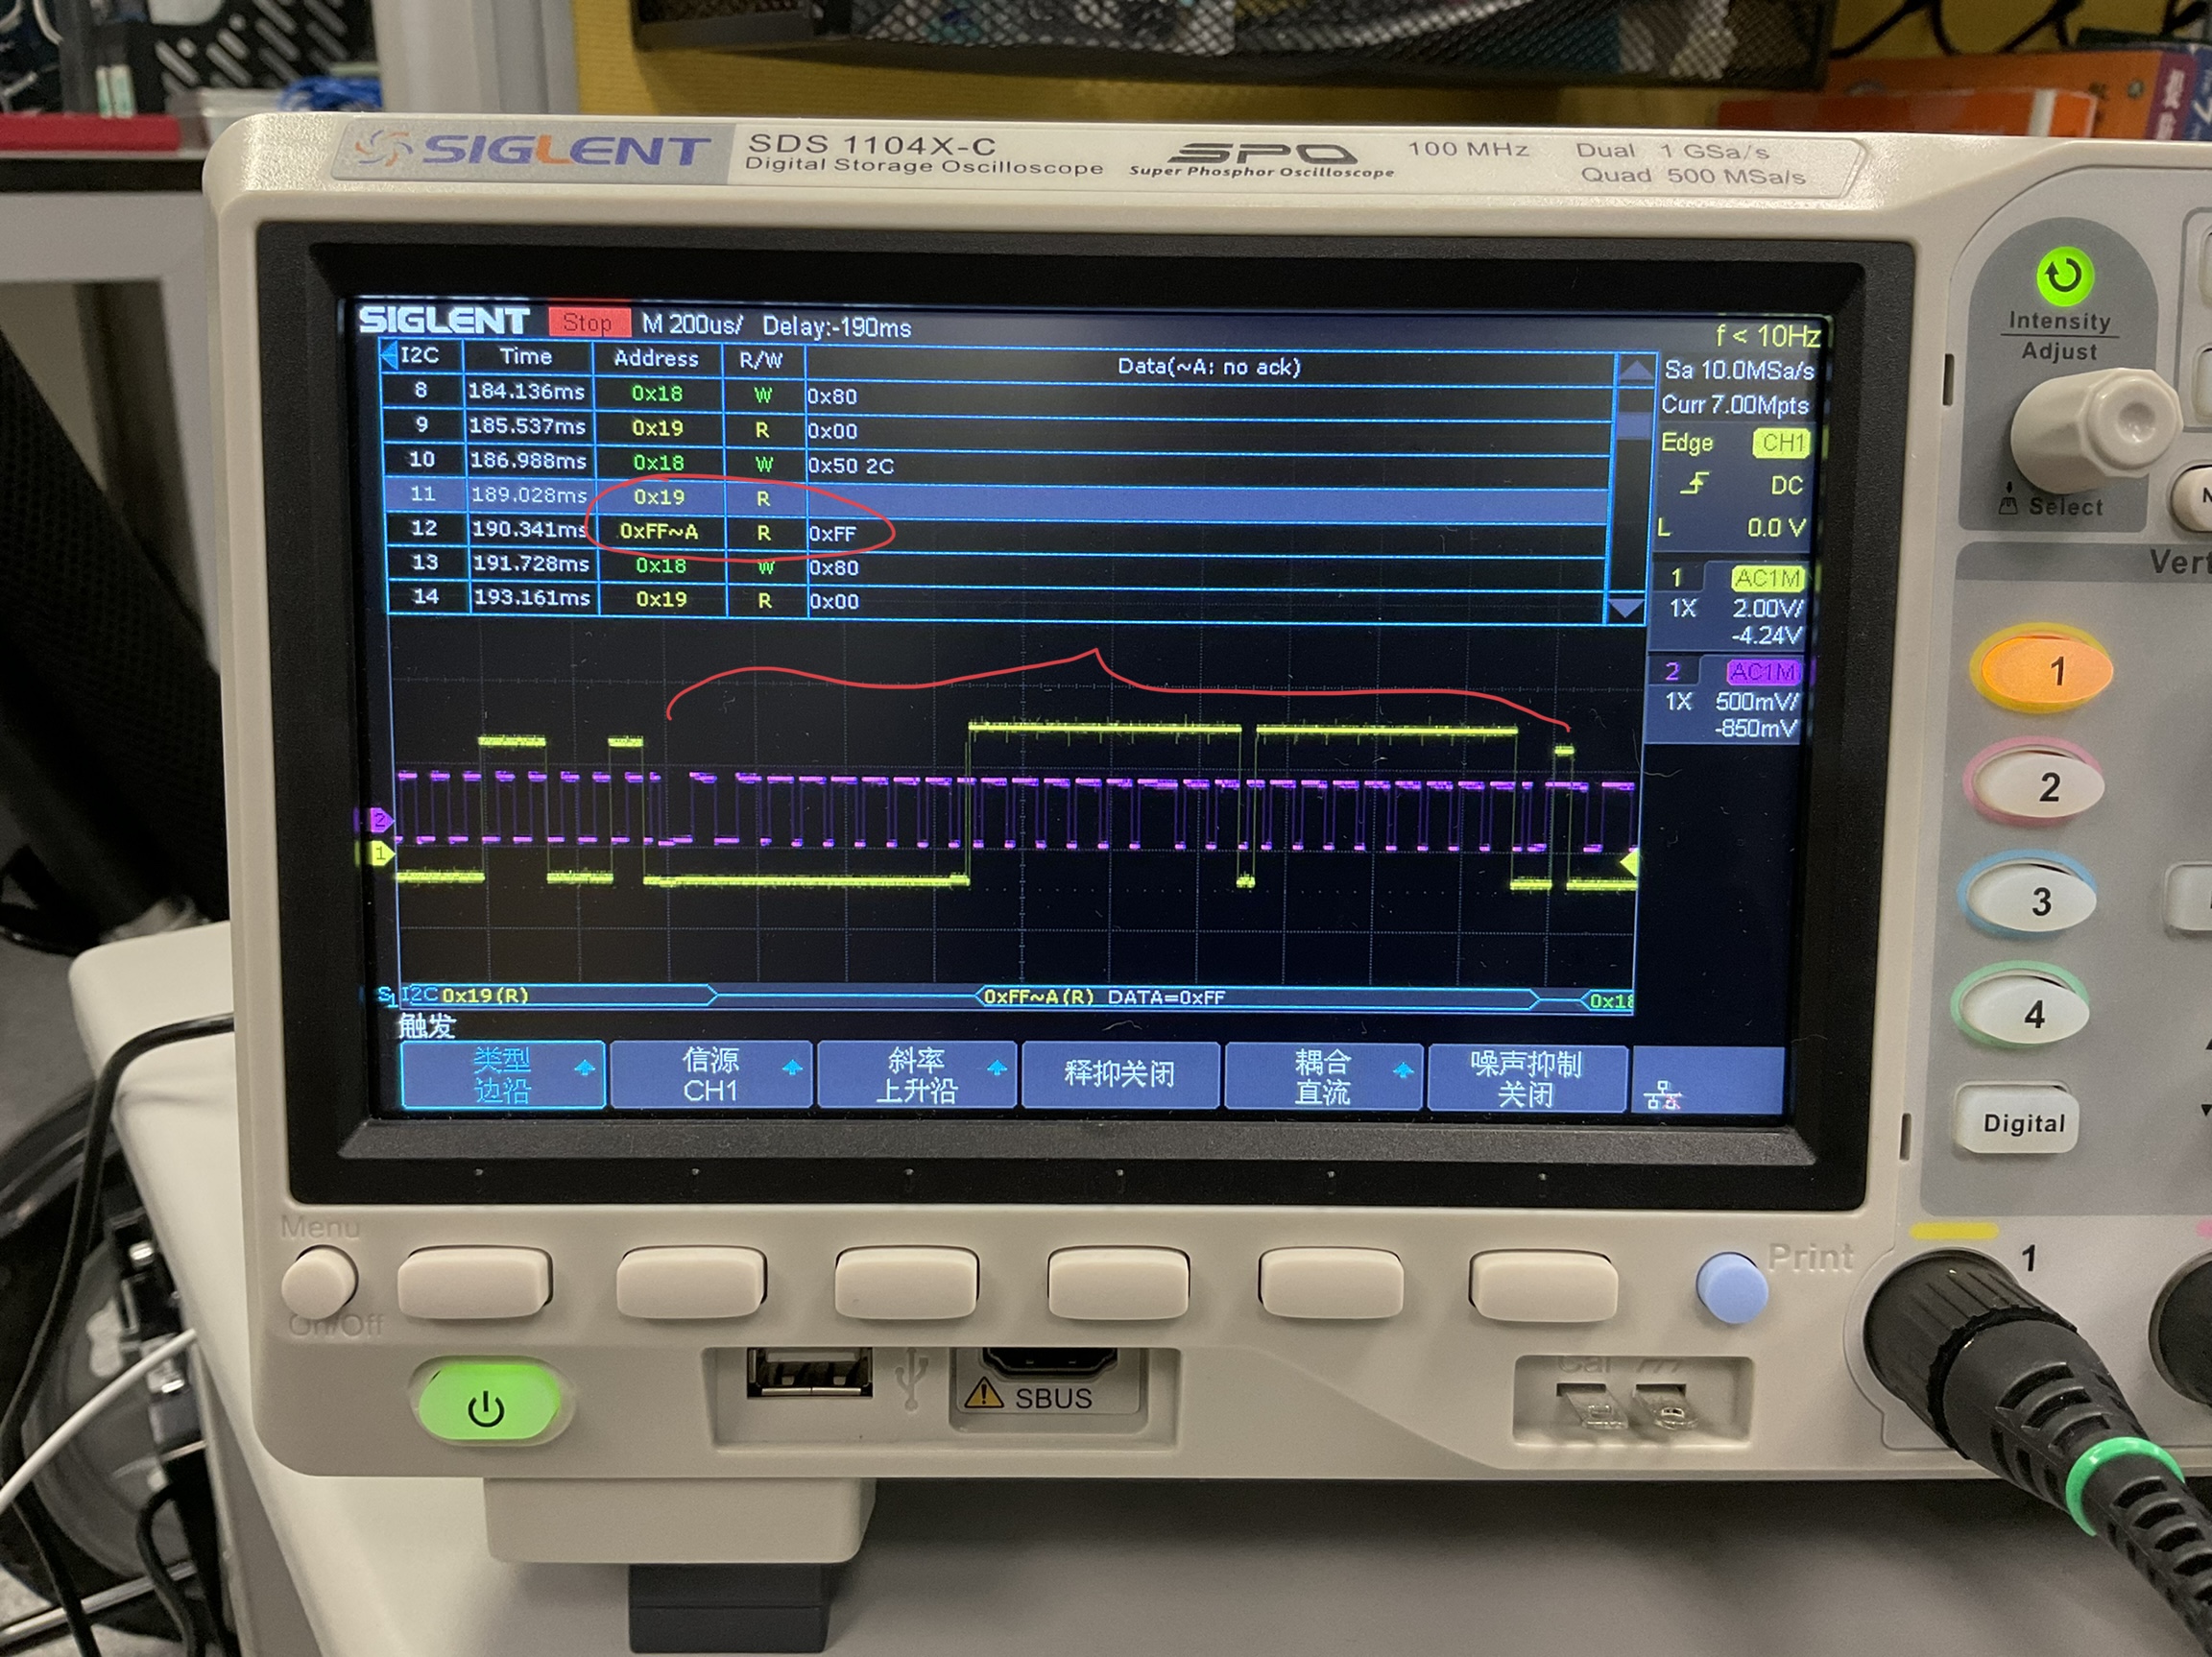 SIGLENT SDS 1104X-C
Digital Storage Oscilloscope
SPO
Super Phosphor Oscilloscope
100 MHz
Dual 1 GSa/s
Quad 500 MSa/s
Intensity
Adjust
Select
SIGLENT Stop M 200us/ Delay:-190ms f < 10Hz
I2C Time Address R/W Data(~A: no ack)
8 184.136ms 0x18 W 0x80
9 185.537ms 0x19 R 0x00
10 186.988ms 0x18 W 0x50 2C
11 189.028ms 0x19 R
12 190.341ms 0xFF~A R 0xFF
13 191.728ms 0x18 W 0x80
14 193.161ms 0x19 R 0x00
Sa 10.0MSa/s
Curr 7.00Mpts
Edge CH1
DC
L 0.0 V
1 AC1M
1X 2.00V/
-4.24V
2 AC1M
1X 500mV/
-850mV
2
1
S1 I2C 0x19(R) 0xFF~A(R) DATA=0xFF 0x18
触发
类型
边沿
信源
CH1
斜率
上升沿
释抑关闭
耦合
直流
噪声抑制
关闭
Vert
1
2
3
4
Digital
Menu
On/Off
Print
1
SBUS
Cal